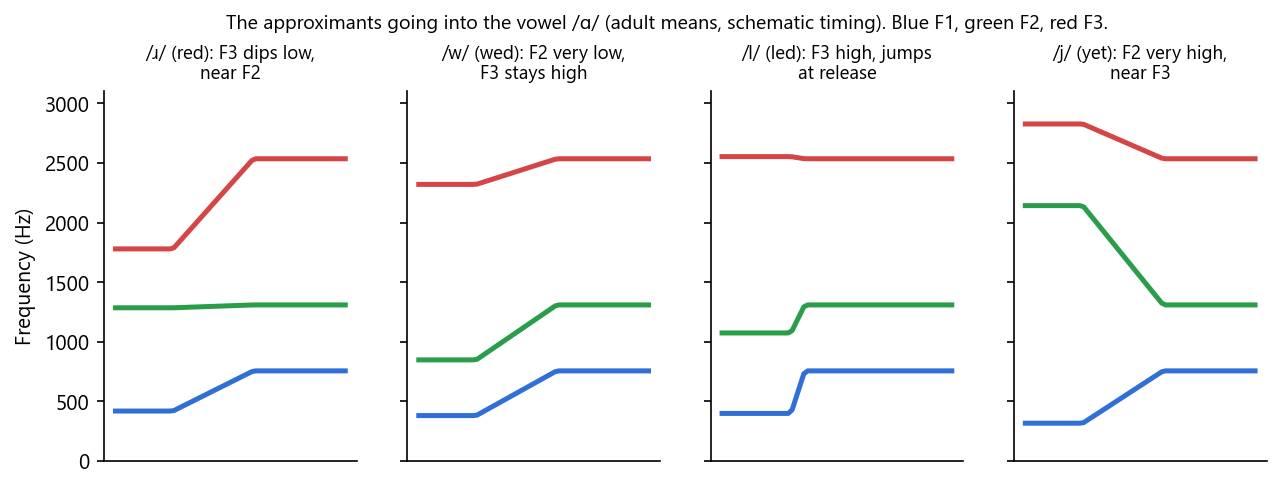 The approximants going into the vowel /ɑ/ (adult means, schematic timing). Blue F1, green F2, red F3.
/ɹ/ (red): F3 dips low,
near F2
/w/ (wed): F2 very low,
F3 stays high
/l/ (led): F3 high, jumps
at release
/j/ (yet): F2 very high,
near F3
Frequency (Hz)
3000
2500
2000
1500
1000
500
0